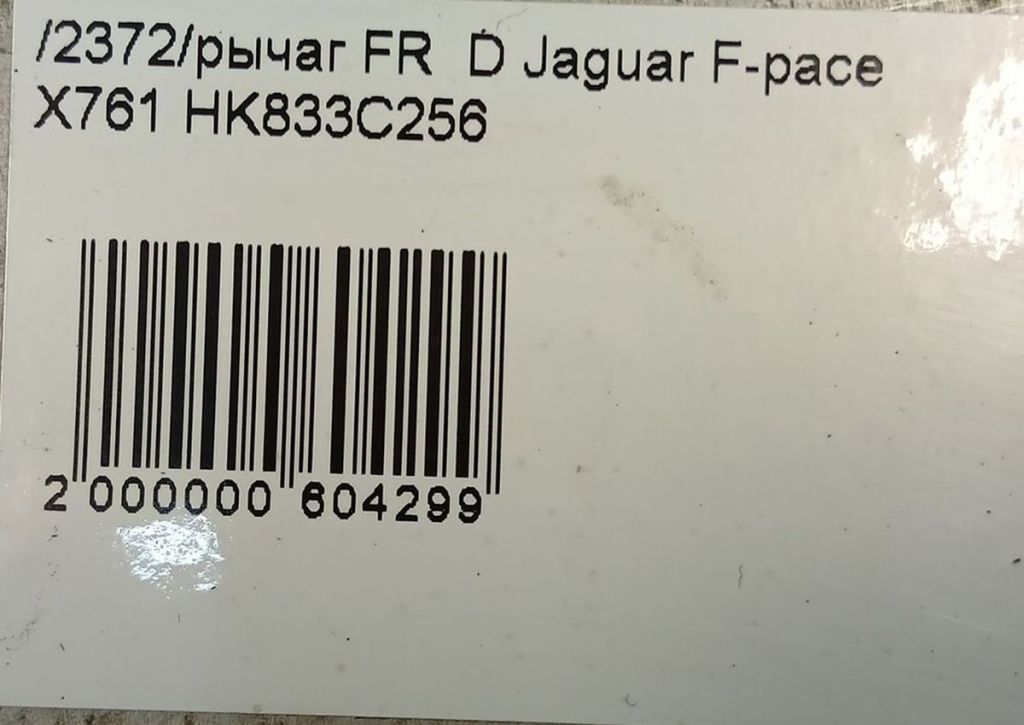 /2372/рычаг FR D Jaguar F-pace
X761 HK833C256
2 000000 604299